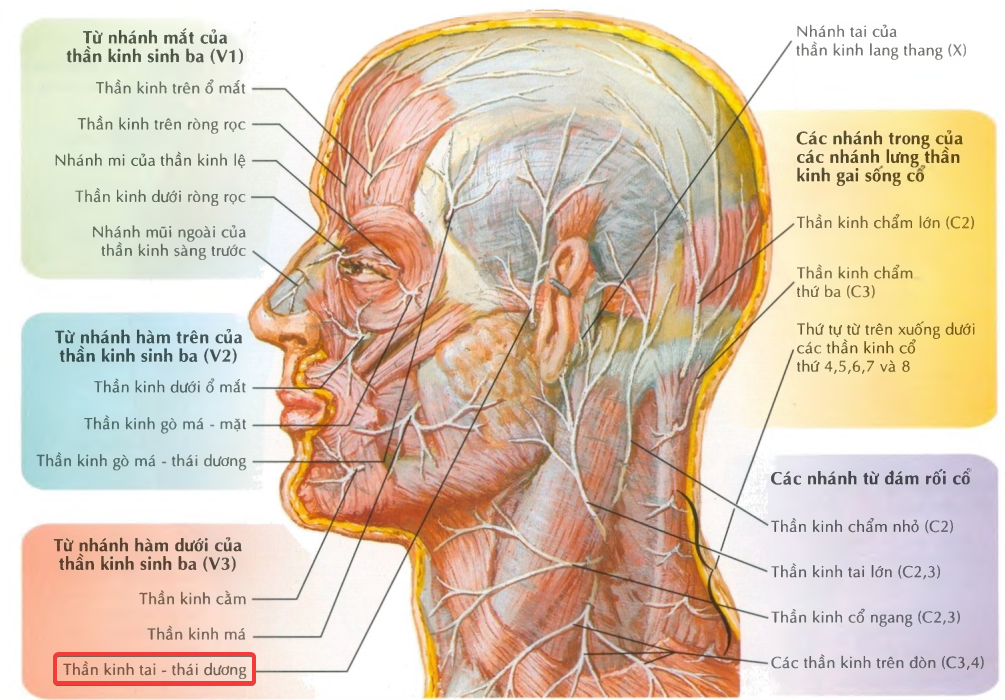 Từ nhánh mắt của
thần kinh sinh ba (V1)
Thần kinh trên ổ mắt
Thần kinh trên ròng rọc
Nhánh mi của thần kinh lệ
Thần kinh dưới ròng rọc
Nhánh mũi ngoài của
thần kinh sàng trước
Từ nhánh hàm trên của
thần kinh sinh ba (V2)
Thần kinh dưới ổ mắt
Thần kinh gò má - mặt
Thần kinh gò má - thái dương
Từ nhánh hàm dưới của
thần kinh sinh ba (V3)
Thần kinh cằm
Thần kinh má
Thần kinh tai - thái dương
Nhánh tai của
thần kinh lang thang (X)
Các nhánh trong của
các nhánh lưng thần
kinh gai sống cổ
Thần kinh chẩm lớn (C2)
Thần kinh chẩm
thứ ba (C3)
Thứ tự từ trên xuống dưới
các thần kinh cổ
thứ 4,5,6,7 và 8
Các nhánh từ đám rối cổ
Thần kinh chẩm nhỏ (C2)
Thần kinh tai lớn (C2,3)
Thần kinh cổ ngang (C2,3)
Các thần kinh trên đòn (C3,4)